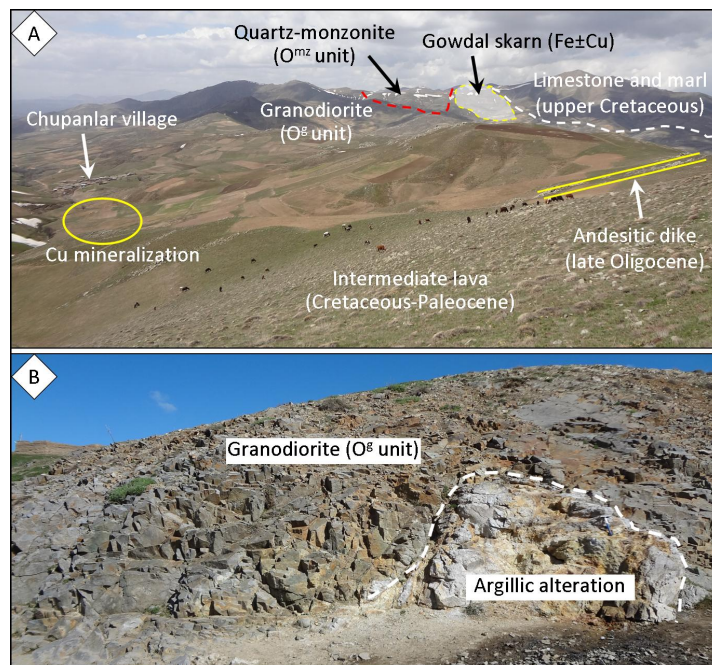 A
Quartz-monzonite
(Oᵐᶻ unit)
Gowdal skarn (Fe±Cu)
Chupanlar village
Granodiorite
(Oᵍ unit)
Limestone and marl
(upper Cretaceous)
Cu mineralization
Andesitic dike
(late Oligocene)
Intermediate lava
(Cretaceous-Paleocene)
B
Granodiorite (Oᵍ unit)
Argillic alteration